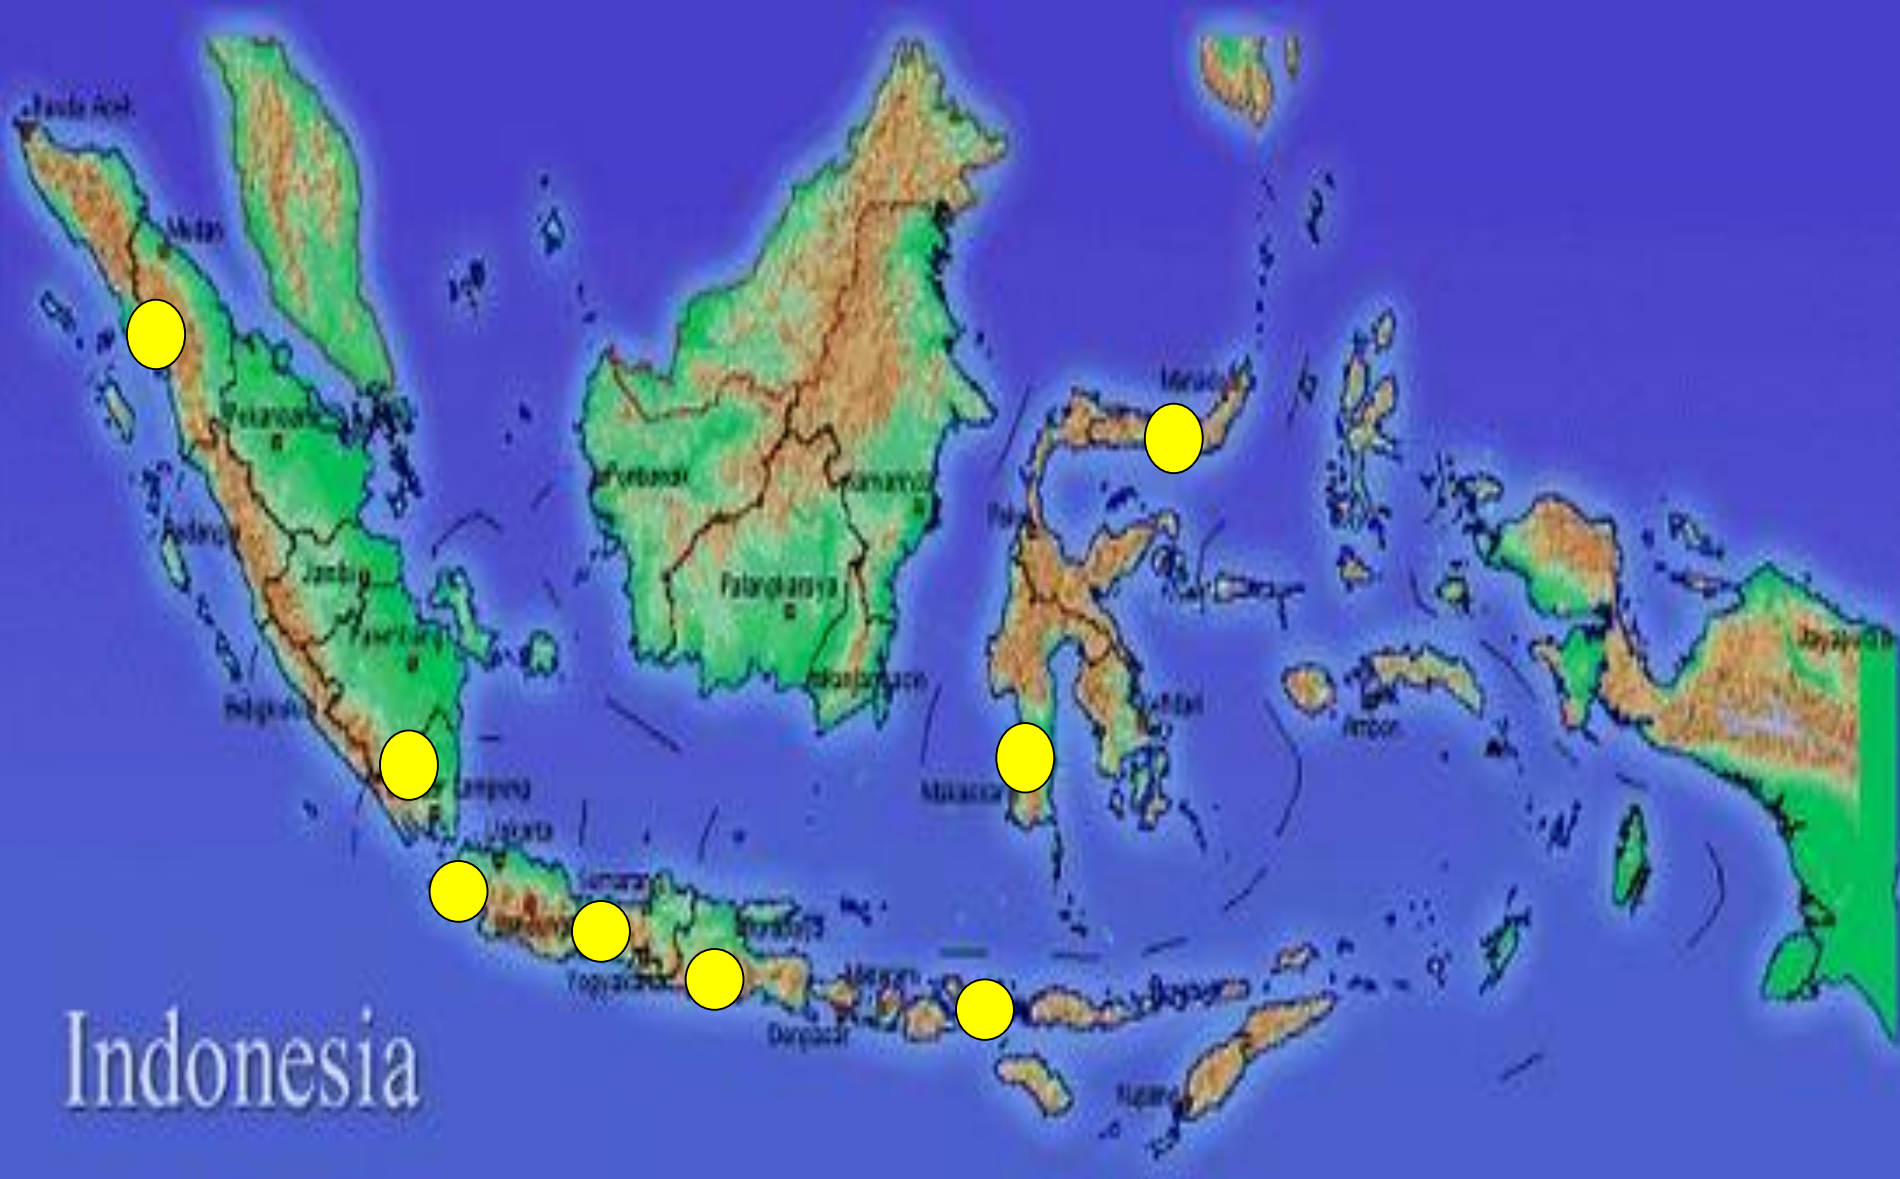 Banda Aceh
Medan
Manado
Pekanbaru
Pontianak
Samarinda
Palu
Padang
Jambi
Palangkaraya
Palembang
Jayapura
Banjarmasin
Bengkulu
Kendari
Ambon
Makassar
Lampung
Jakarta
Semarang
Bandung
Surabaya
Yogyakarta
Mataram
Denpasar
Kupang
Indonesia